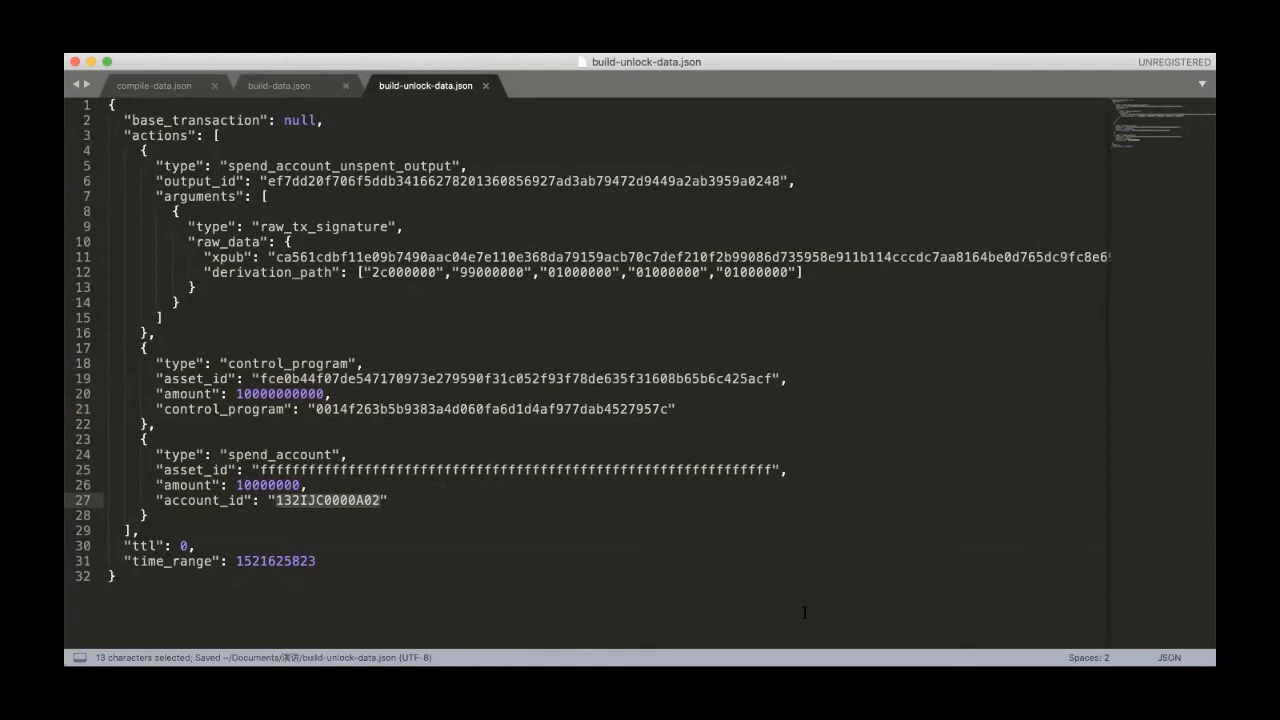 build-unlock-data.json
UNREGISTERED
compile-data.json
build-data.json
build-unlock-data.json
1 {
2 "base_transaction": null,
3 "actions": [
4 {
5 "type": "spend_account_unspent_output",
6 "output_id": "ef7dd20f706f5ddb34166278201360856927ad3ab79472d9449a2ab3959a0248",
7 "arguments": [
8 {
9 "type": "raw_tx_signature",
10 "raw_data": {
11 "xpub": "ca561cdbf11e09b7490aac04e7e110e368da79159acb70c7def210f2b99086d735958e911b114cccdc7aa8164be0d765dc9fc8e6
12 "derivation_path": ["2c000000","99000000","01000000","01000000","01000000"]
13 }
14 }
15 ]
16 },
17 {
18 "type": "control_program",
19 "asset_id": "fce0b44f07de547170973e279590f31c052f93f78de635f31608b65b6c425acf",
20 "amount": 10000000000,
21 "control_program": "0014f263b5b9383a4d060fa6d1d4af977dab4527957c"
22 },
23 {
24 "type": "spend_account",
25 "asset_id": "ffffffffffffffffffffffffffffffffffffffffffffffffffffffffffffffff",
26 "amount": 10000000,
27 "account_id": "132IJC0000A02"
28 }
29 ],
30 "ttl": 0,
31 "time_range": 1521625823
32 }
13 characters selected; Saved ~/Documents/演讲/build-unlock-data.json (UTF-8)
Spaces: 2
JSON